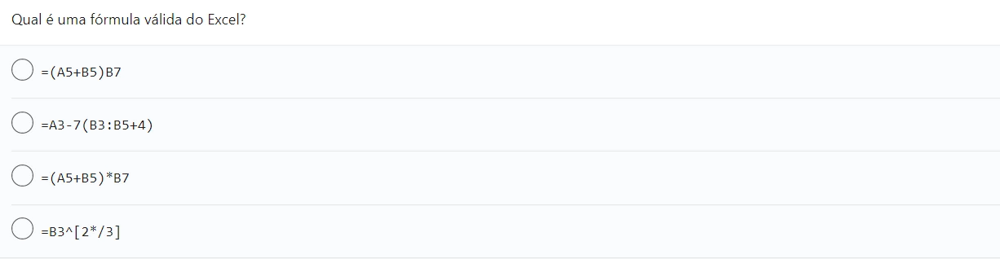 Qual é uma fórmula válida do Excel?
=(A5+B5)B7
=A3-7(B3:B5+4)
=(A5+B5)*B7
=B3^[2*/3]